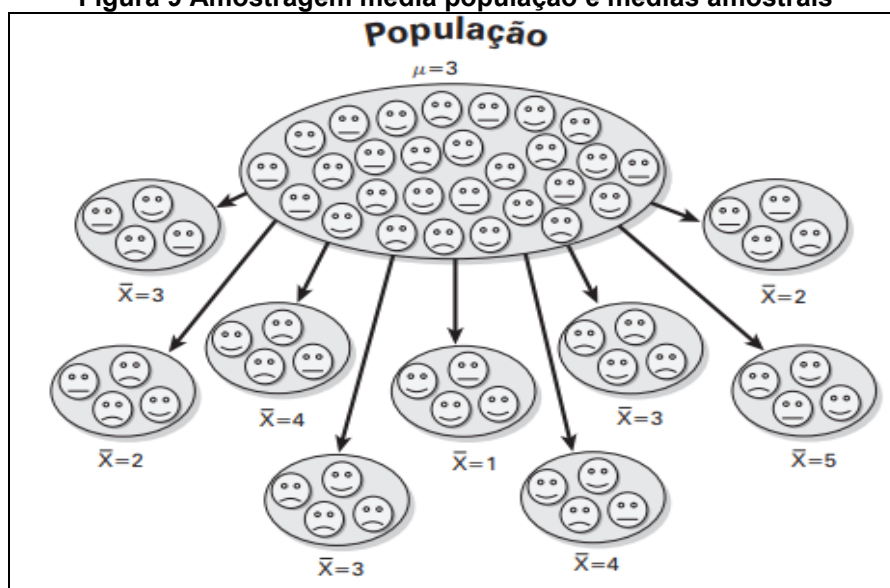 Figura 9 Amostragem média população e médias amostrais
População
μ=3
X̄=3
X̄=2
X̄=4
X̄=3
X̄=1
X̄=4
X̄=3
X̄=5
X̄=2